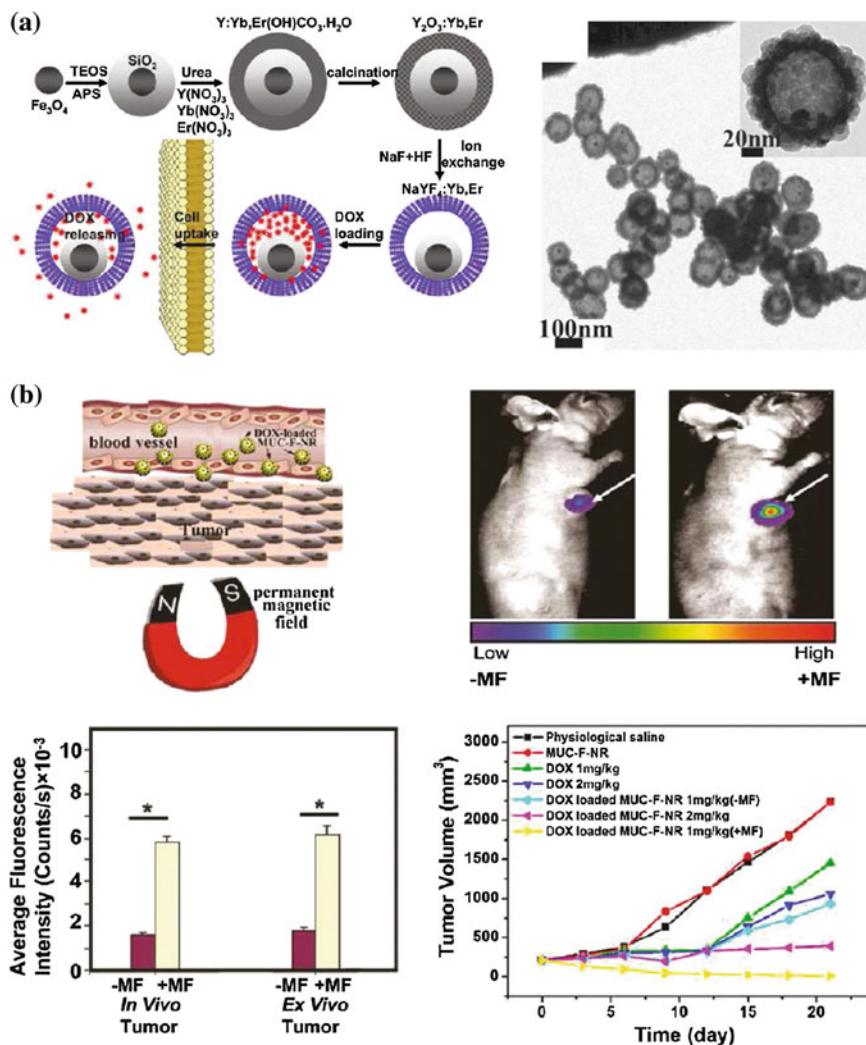 (a)
Y:Yb,Er(OH)CO₃.H₂O
Y₂O₃:Yb,Er
TEOS
APS
SiO₂
Fe₃O₄
Urea
Y(NO₃)₃
Yb(NO₃)₃
Er(NO₃)₃
calcination
NaF+HF
Ion
exchange
NaYF₄:Yb,Er
DOX
loading
Cell
uptake
DOX
releasing
20nm
100nm
(b)
blood vessel
DOX-loaded
MUC-F-NR
Tumor
N
S
permanent
magnetic
field
Low
High
-MF
+MF
Average Fluorescence
Intensity (Counts/s)×10⁻³
10
8
6
4
2
0
*
*
-MF +MF
In Vivo
Tumor
-MF +MF
Ex Vivo
Tumor
Tumor Volume (mm³)
3000
2500
2000
1500
1000
500
0
Physiological saline
MUC-F-NR
DOX 1mg/kg
DOX 2mg/kg
DOX loaded MUC-F-NR 1mg/kg(-MF)
DOX loaded MUC-F-NR 2mg/kg
DOX loaded MUC-F-NR 1mg/kg(+MF)
0 5 10 15 20
Time (day)